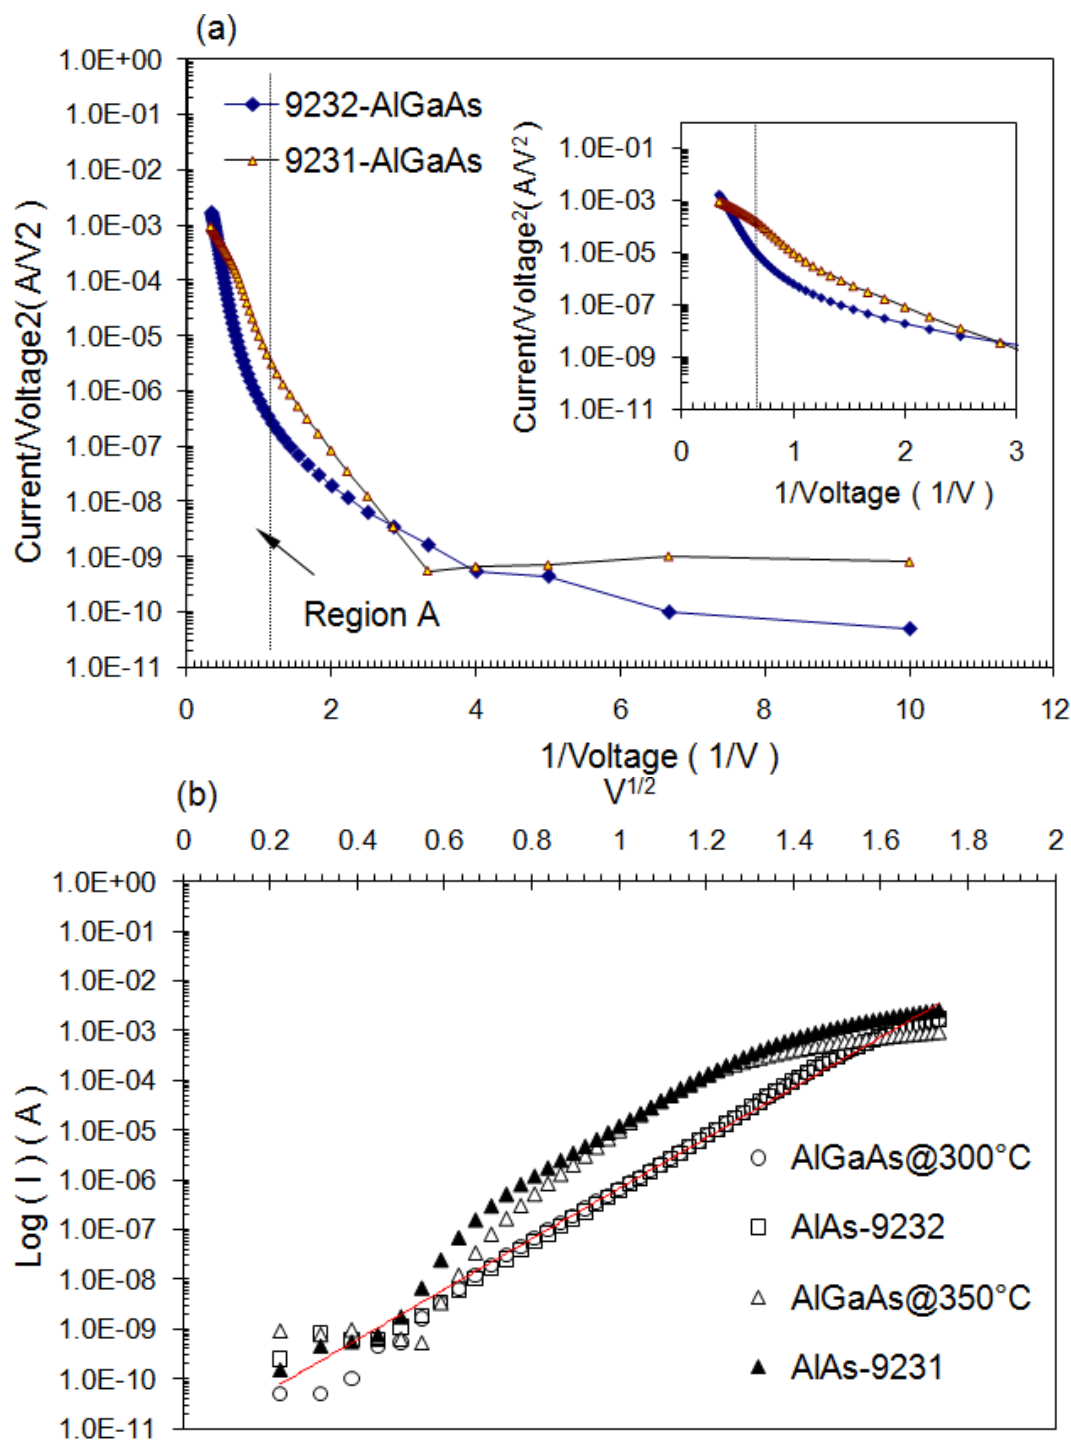 (a)
1.0E+00
1.0E-01
1.0E-02
1.0E-03
1.0E-04
1.0E-05
1.0E-06
1.0E-07
1.0E-08
1.0E-09
1.0E-10
1.0E-11
Current/Voltage2( A/V2 )
9232-AlGaAs
9231-AlGaAs
Region A
0 2 4 6 8 10 12
1/Voltage ( 1/V )
Current/Voltage²( A/V² )
1.0E-01
1.0E-03
1.0E-05
1.0E-07
1.0E-09
1.0E-11
0 1 2 3
1/Voltage ( 1/V )
(b)
V1/2
0 0.2 0.4 0.6 0.8 1 1.2 1.4 1.6 1.8 2
1.0E+00
1.0E-01
1.0E-02
1.0E-03
1.0E-04
1.0E-05
1.0E-06
1.0E-07
1.0E-08
1.0E-09
1.0E-10
1.0E-11
Log ( I ) ( A )
AlGaAs@300°C
AlAs-9232
AlGaAs@350°C
AlAs-9231